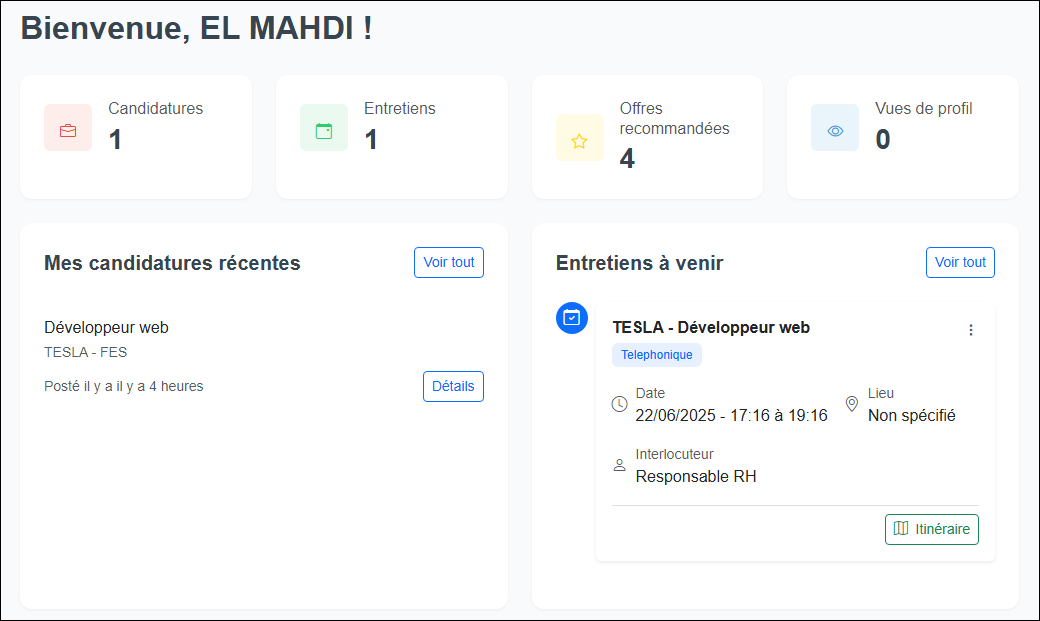 Bienvenue, EL MAHDI !
Candidatures
1
Entretiens
1
Offres
recommandées
4
Vues de profil
0
Mes candidatures récentes
Voir tout
Développeur web
TESLA - FES
Posté il y a il y a 4 heures
Détails
Entretiens à venir
Voir tout
TESLA - Développeur web
Telephonique
Date
22/06/2025 - 17:16 à 19:16
Lieu
Non spécifié
Interlocuteur
Responsable RH
Itinéraire